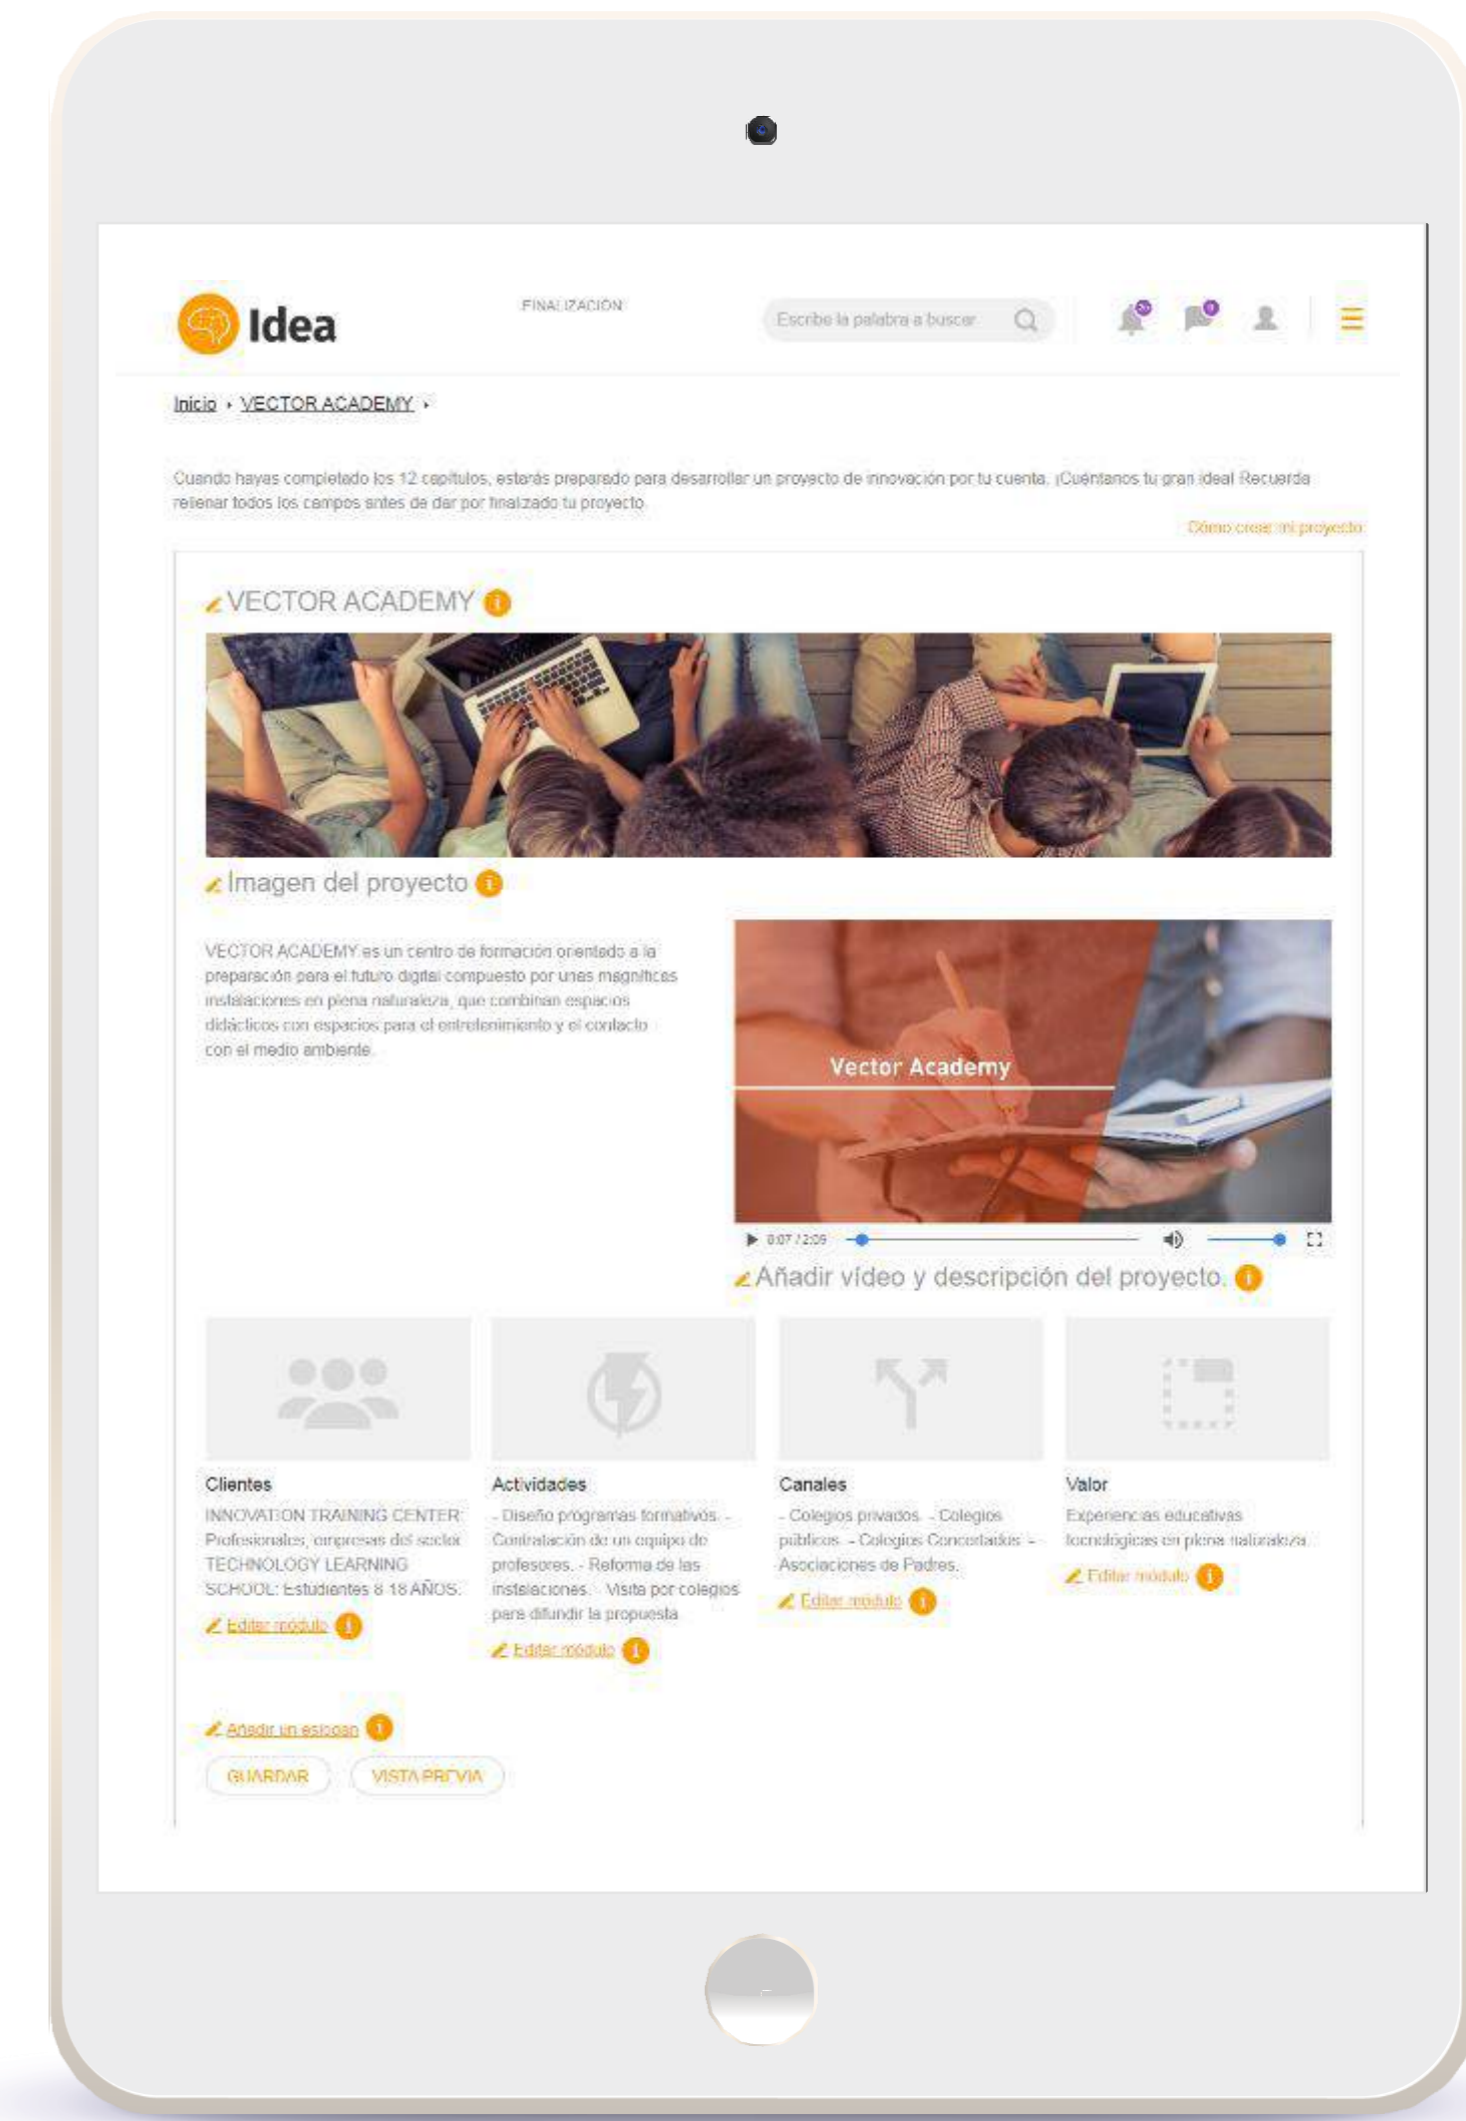 Idea
FINALIZACIÓN
Escribe la palabra a buscar
Inicio › VECTOR ACADEMY ›
Cuando hayas completado los 12 capítulos, estarás preparado para desarrollar un proyecto de innovación por tu cuenta. ¡Cuéntanos tu gran idea! Recuerda
rellenar todos los campos antes de dar por finalizado tu proyecto
Cómo crear mi proyecto
VECTOR ACADEMY i
Imagen del proyecto i
VECTOR ACADEMY es un centro de formación orientado a la
preparación para el futuro digital compuesto por unas magníficas
instalaciones en plena naturaleza, que combinan espacios
didácticos con espacios para el entretenimiento y el contacto
con el medio ambiente.
Vector Academy
0:07 / 2:09
Añadir vídeo y descripción del proyecto. i
Clientes
INNOVATION TRAINING CENTER:
Profesionales, empresas del sector
TECHNOLOGY LEARNING
SCHOOL: Estudiantes 8-18 AÑOS.
Editar módulo i
Actividades
- Diseño programas formativos. -
Contratación de un equipo de
profesores. - Reforma de las
instalaciones. - Visita por colegios
para difundir la propuesta
Editar módulo i
Canales
- Colegios privados. - Colegios
públicos. - Colegios Concertados. -
Asociaciones de Padres.
Editar módulo i
Valor
Experiencias educativas
tecnológicas en plena naturaleza.
Editar módulo i
Añadir un eslogan i
GUARDAR
VISTA PREVIA